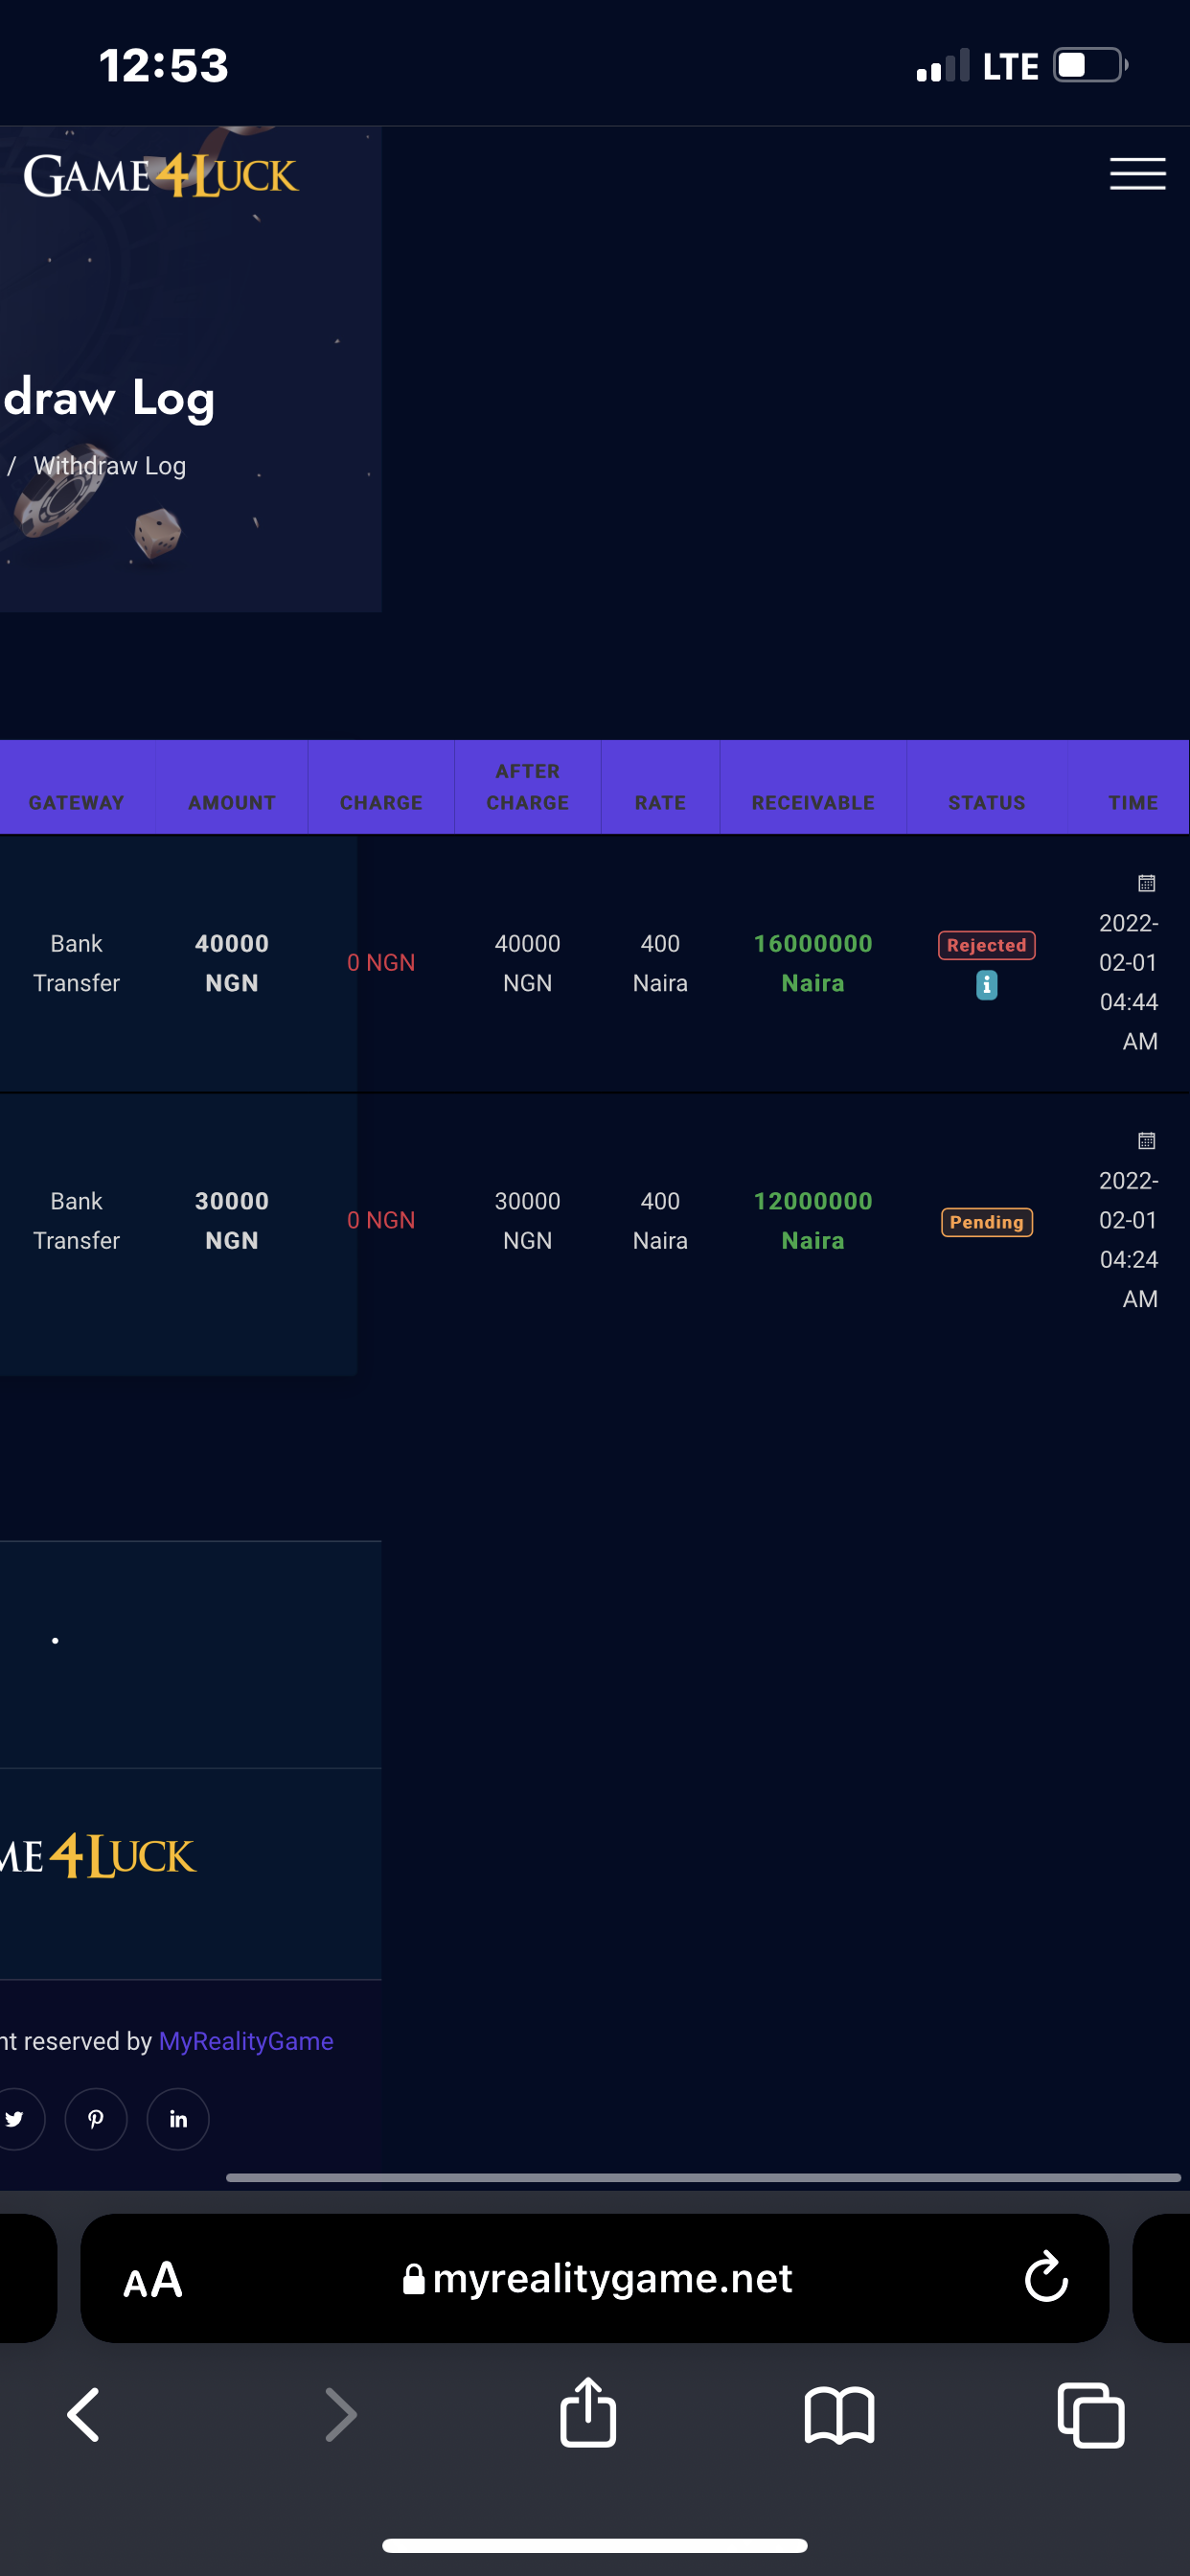 12:53
LTE
GAME4LUCK
draw Log
/ Withdraw Log
GATEWAY AMOUNT CHARGE AFTER CHARGE RATE RECEIVABLE STATUS TIME
Bank Transfer 40000 NGN 0 NGN 40000 NGN 400 Naira 16000000 Naira Rejected 2022-02-01 04:44 AM
Bank Transfer 30000 NGN 0 NGN 30000 NGN 400 Naira 12000000 Naira Pending 2022-02-01 04:24 AM
.
ME4LUCK
nt reserved by MyRealityGame
in
AA myrealitygame.net